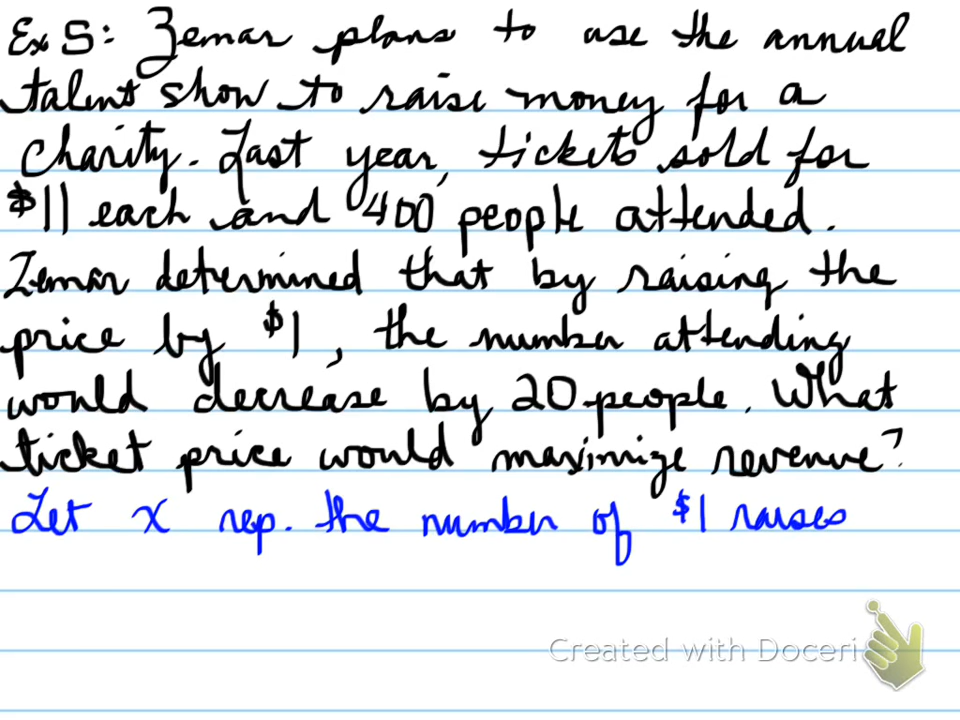 Ex 5: Zemar plans to use the annual
talent show to raise money for a
charity. Last year, tickets sold for
$11 each and 400 people attended.
Zemar determined that by raising the
price by $1, the number attending
would decrease by 20 people. What
ticket price would maximize revenue?
Let x rep. the number of $1 raises
Created with Doceri